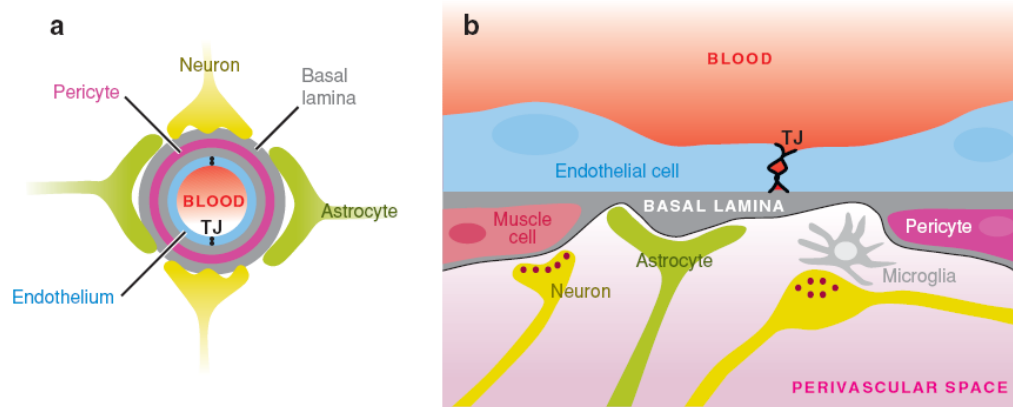 a
Neuron
Pericyte
Basal
lamina
BLOOD
TJ
Astrocyte
Endothelium
b
BLOOD
TJ
Endothelial cell
BASAL LAMINA
Muscle
cell
Pericyte
Astrocyte
Microglia
Neuron
PERIVASCULAR SPACE